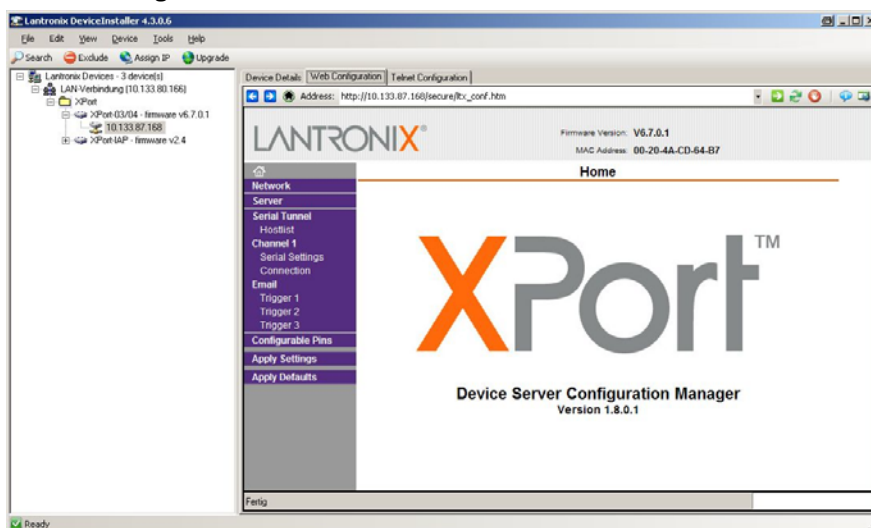 Lantronix DeviceInstaller 4.3.0.6
File Edit View Device Tools Help
Search Exclude Assign IP Upgrade
Lantronix Devices - 3 device(s)
LAN-Verbindung (10.133.80.166)
XPort
XPort-03/04 - firmware v6.7.0.1
10.133.87.168
XPort-IAP - firmware v2.4
Device Details Web Configuration Telnet Configuration
Address: http://10.133.87.168/secure/ltx_conf.htm
LANTRONIX®
Firmware Version: V6.7.0.1
MAC Address: 00-20-4A-CD-64-B7
Home
Network
Server
Serial Tunnel
Hostlist
Channel 1
Serial Settings
Connection
Email
Trigger 1
Trigger 2
Trigger 3
Configurable Pins
Apply Settings
Apply Defaults
XPort™
Device Server Configuration Manager
Version 1.8.0.1
Fertig
Ready